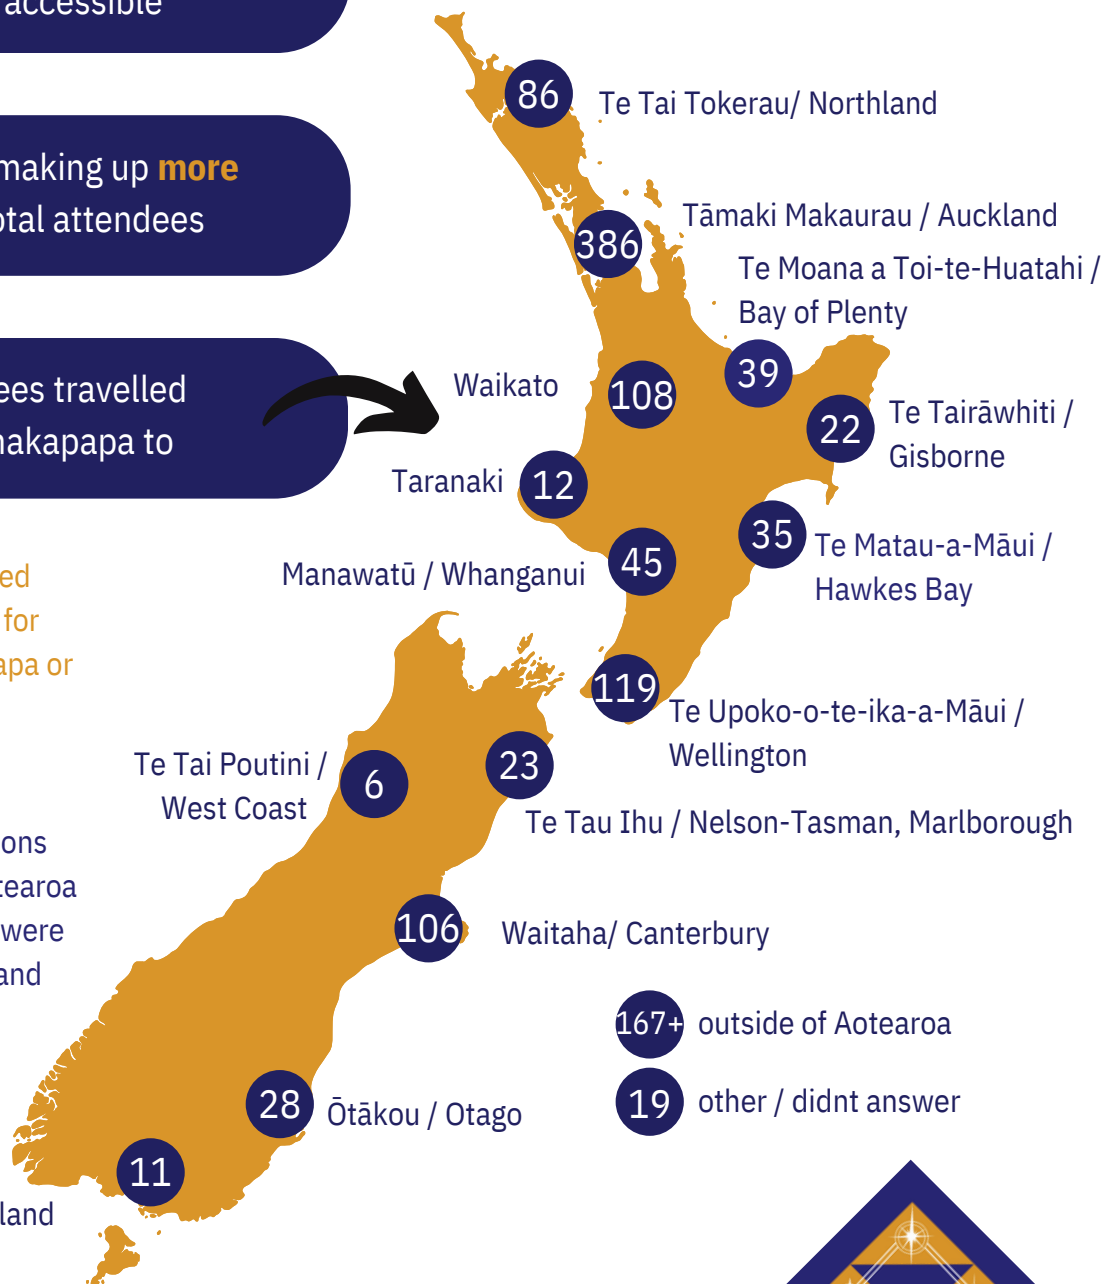 accessible
making up more
otal attendees
ees travelled
nakapapa to
ed
for
apa or
ons
tearoa
were
and
86
Te Tai Tokerau/ Northland
386
Tāmaki Makaurau / Auckland
Te Moana a Toi-te-Huatahi /
Bay of Plenty
39
Waikato
108
22
Te Tairāwhiti /
Gisborne
Taranaki
12
35
Te Matau-a-Māui /
Hawkes Bay
Manawatū / Whanganui
45
119
Te Upoko-o-te-ika-a-Māui /
Wellington
Te Tai Poutini /
West Coast
6
23
Te Tau Ihu / Nelson-Tasman, Marlborough
106
Waitaha/ Canterbury
167+ outside of Aotearoa
19 other / didnt answer
28
Ōtākou / Otago
11
land